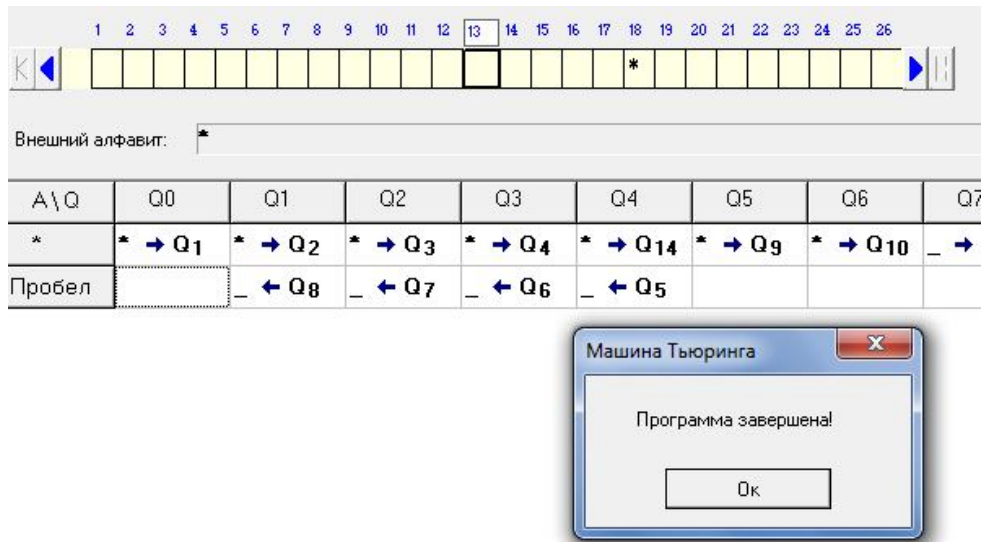 1 2 3 4 5 6 7 8 9 10 11 12 13 14 15 16 17 18 19 20 21 22 23 24 25 26
*
Внешний алфавит: *
A\Q Q0 Q1 Q2 Q3 Q4 Q5 Q6 Q7
* * → Q1 * → Q2 * → Q3 * → Q4 * → Q14 * → Q9 * → Q10 _ →
Пробел _ ← Q8 _ ← Q7 _ ← Q6 _ ← Q5
Машина Тьюринга
Программа завершена!
Ок